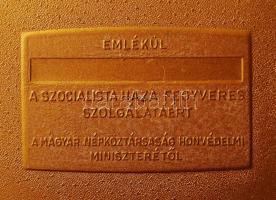 EMLÉKÜL
A SZOCIALISTA HAZA FEGYVERES
SZOLGÁLATÁÉRT
A MAGYAR NÉPKÖZTÁRSASÁG HONVÉDELMI
MINISZTERÉTŐL